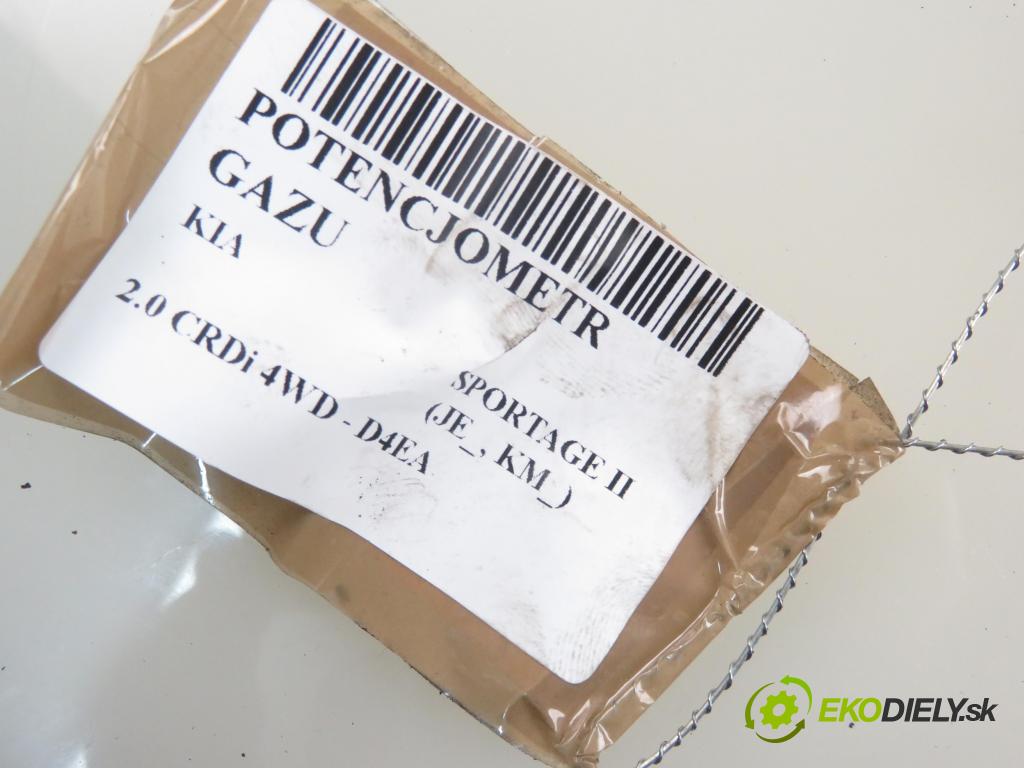 POTENCJOMETR
GAZU
KIA
SPORTAGE II
(JE_, KM_)
2.0 CRDi 4WD - D4EA
EKODIELY.sk